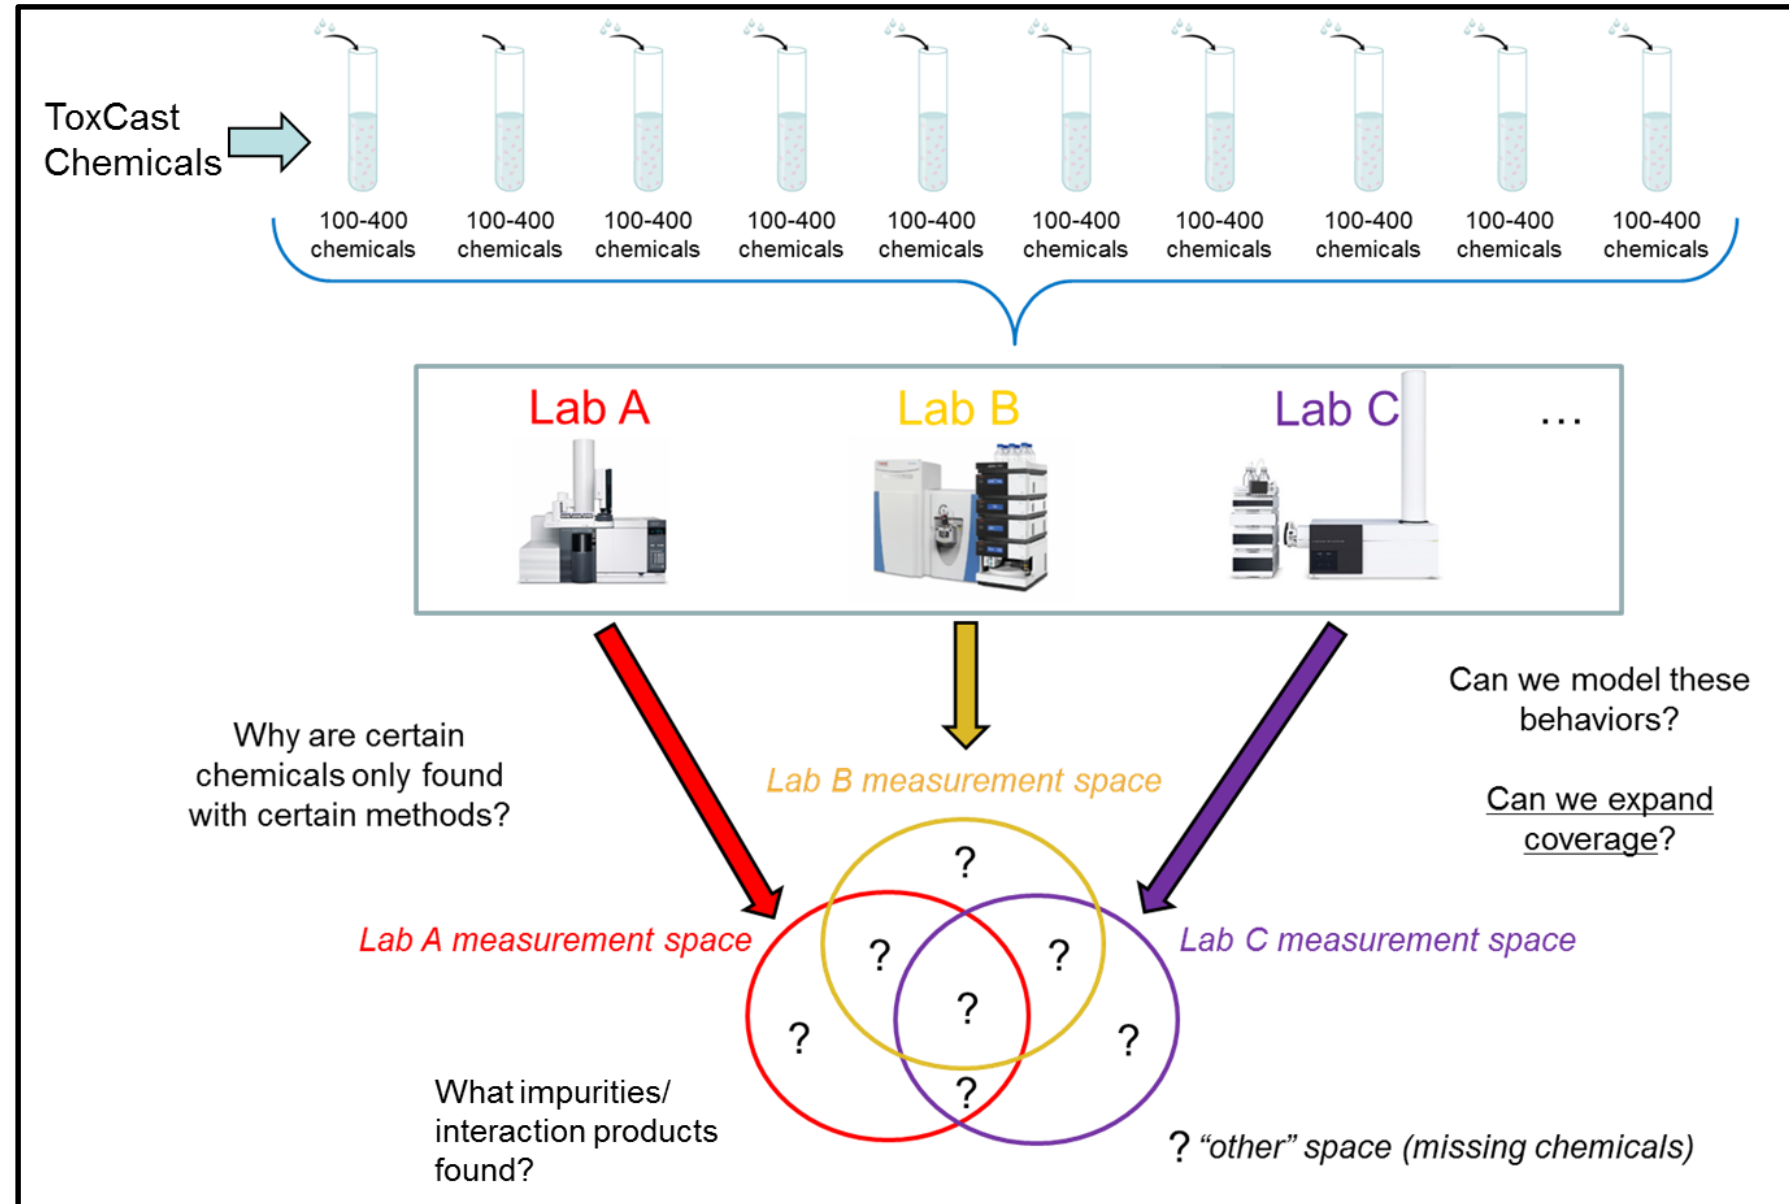 ToxCast
Chemicals
100-400
chemicals
100-400
chemicals
100-400
chemicals
100-400
chemicals
100-400
chemicals
100-400
chemicals
100-400
chemicals
100-400
chemicals
100-400
chemicals
100-400
chemicals
Lab A
Lab B
Lab C
...
Why are certain
chemicals only found
with certain methods?
Can we model these
behaviors?
Can we expand
coverage?
Lab B measurement space
Lab A measurement space
Lab C measurement space
?
?
?
?
?
?
?
What impurities/
interaction products
found?
? “other” space (missing chemicals)